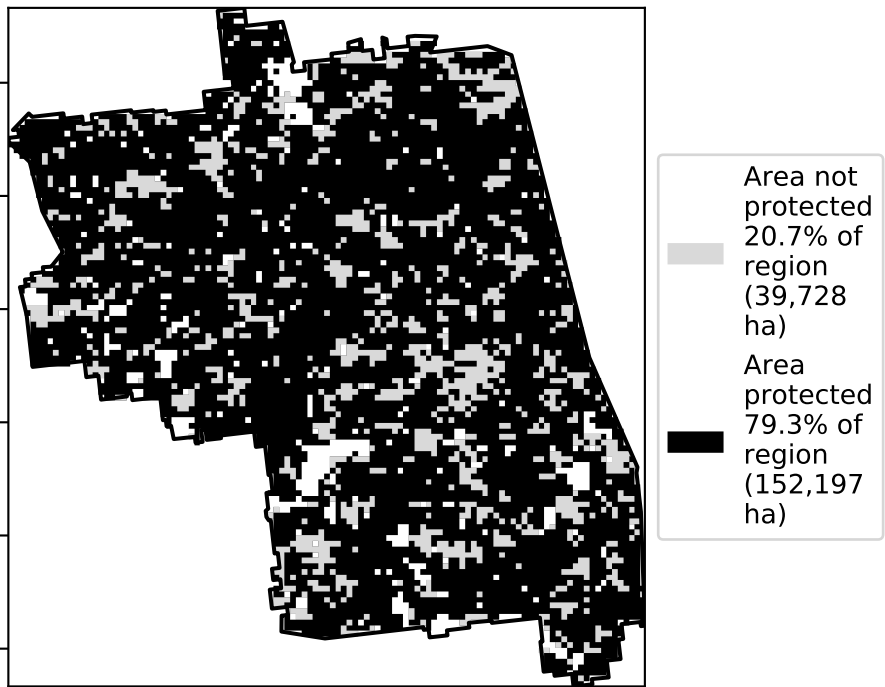 Area not
protected
20.7% of
region
(39,728
ha)
Area
protected
79.3% of
region
(152,197
ha)